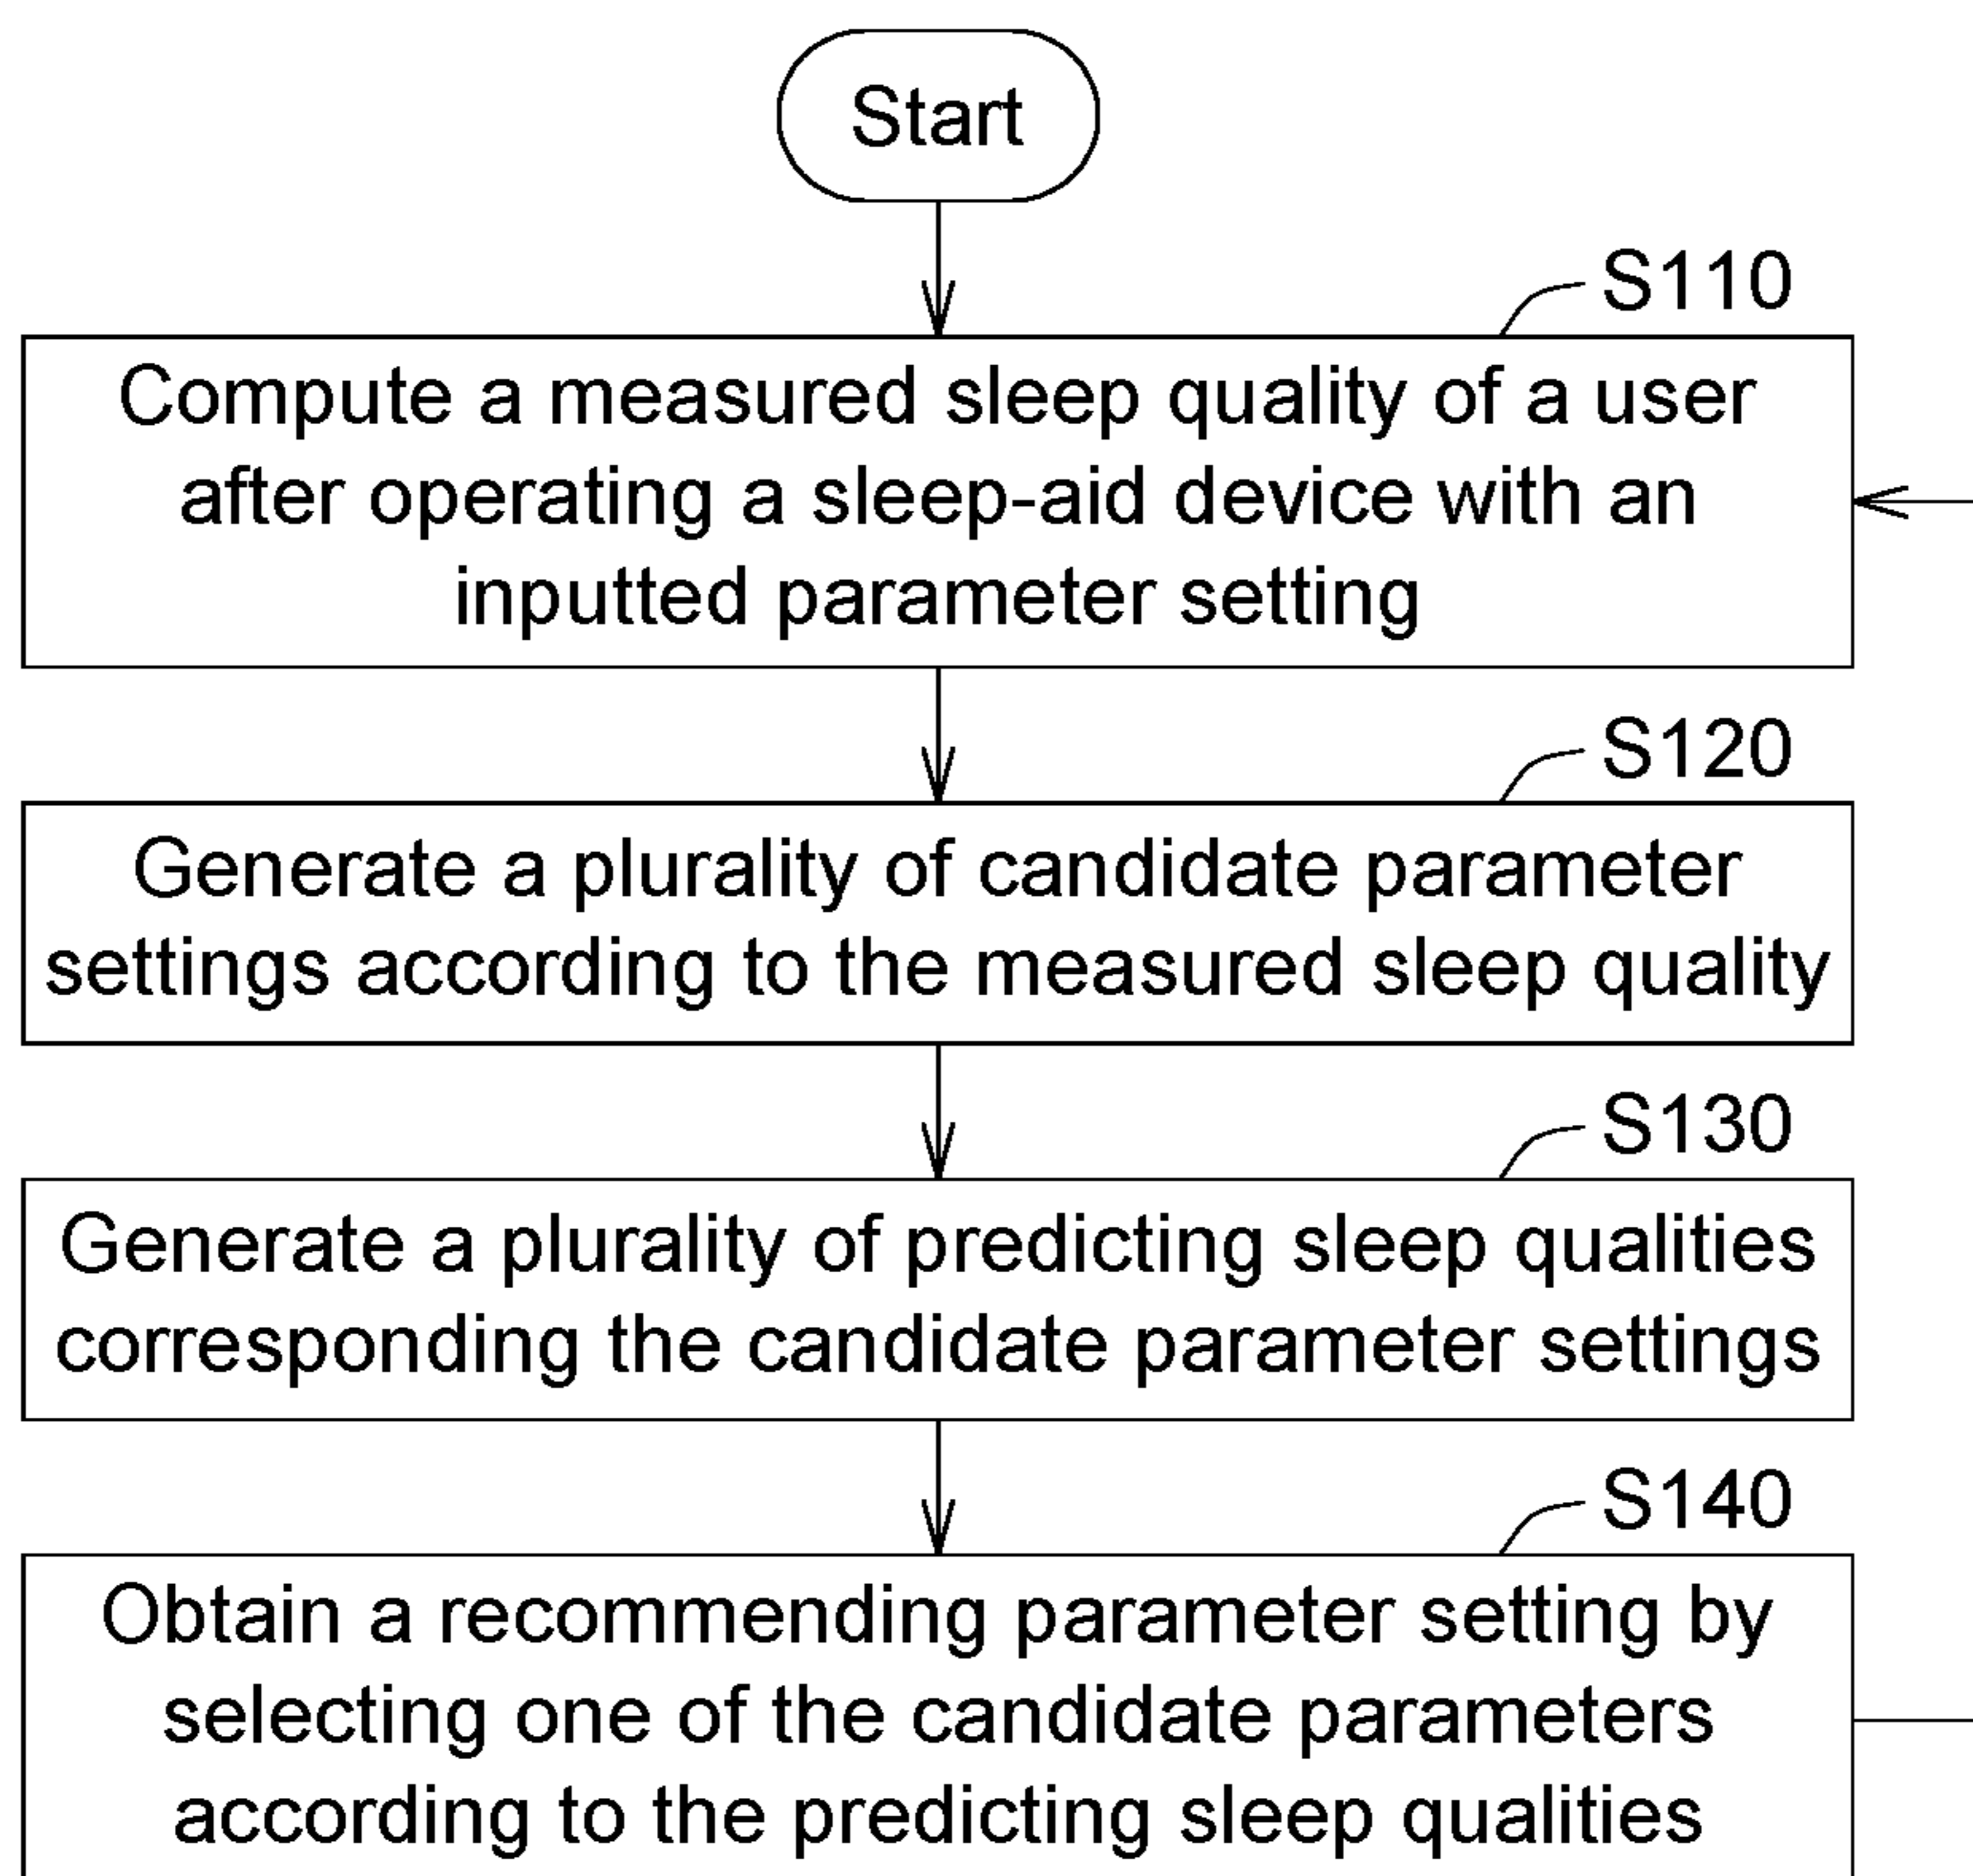 Start
S110
Compute a measured sleep quality of a user
after operating a sleep-aid device with an
inputted parameter setting
S120
Generate a plurality of candidate parameter
settings according to the measured sleep quality
S130
Generate a plurality of predicting sleep qualities
corresponding the candidate parameter settings
S140
Obtain a recommending parameter setting by
selecting one of the candidate parameters
according to the predicting sleep qualities